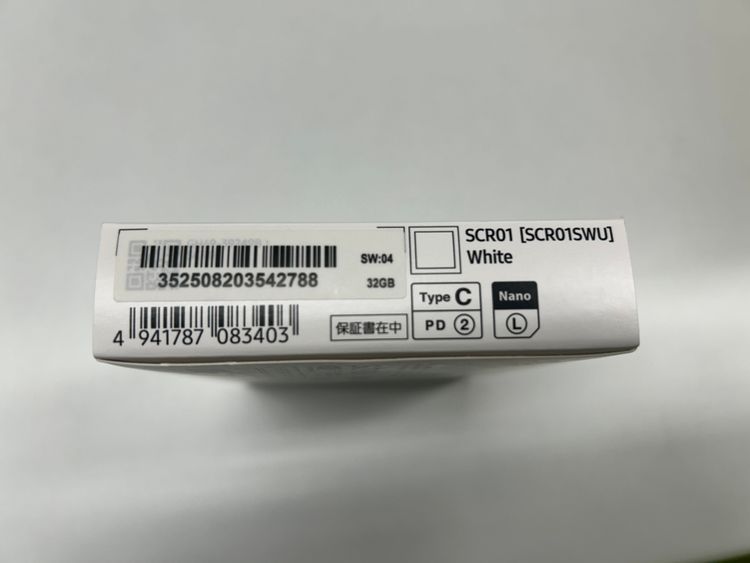 352508203542788
SW:04
32GB
4 941787 083403
保証書在中
SCR01 [SCR01SWU]
White
Type C
PD 2
Nano
L